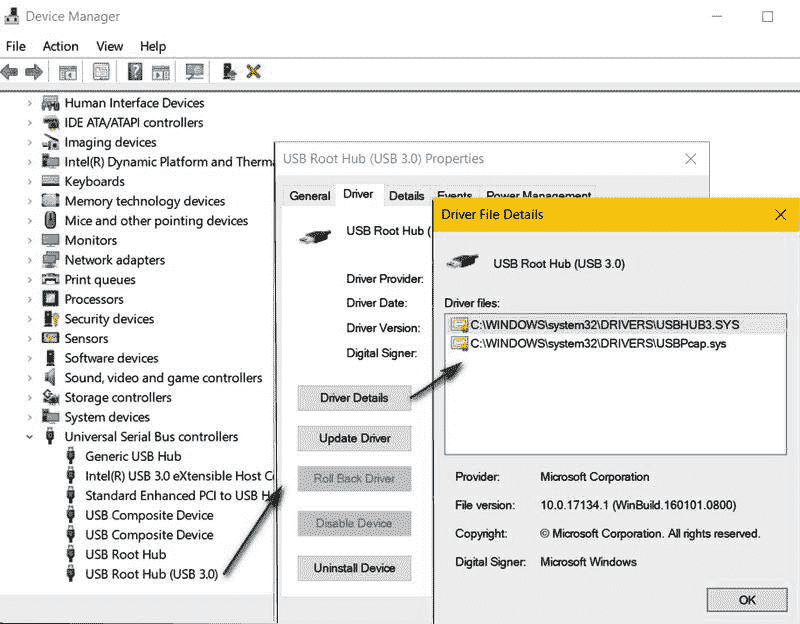 Device Manager
File Action View Help
Human Interface Devices
IDE ATA/ATAPI controllers
Imaging devices
Intel(R) Dynamic Platform and Therma
Keyboards
Memory technology devices
Mice and other pointing devices
Monitors
Network adapters
Print queues
Processors
Security devices
Sensors
Software devices
Sound, video and game controllers
Storage controllers
System devices
Universal Serial Bus controllers
Generic USB Hub
Intel(R) USB 3.0 eXtensible Host C
Standard Enhanced PCI to USB H
USB Composite Device
USB Composite Device
USB Root Hub
USB Root Hub (USB 3.0)
USB Root Hub (USB 3.0) Properties
General Driver Details Events Power Management
USB Root Hub (
Driver Provider:
Driver Date:
Driver Version:
Digital Signer:
Driver Details
Update Driver
Roll Back Driver
Disable Device
Uninstall Device
Driver File Details
USB Root Hub (USB 3.0)
Driver files:
C:\WINDOWS\system32\DRIVERS\USBHUB3.SYS
C:\WINDOWS\system32\DRIVERS\USBPcap.sys
Provider: Microsoft Corporation
File version: 10.0.17134.1 (WinBuild.160101.0800)
Copyright: © Microsoft Corporation. All rights reserved.
Digital Signer: Microsoft Windows
OK